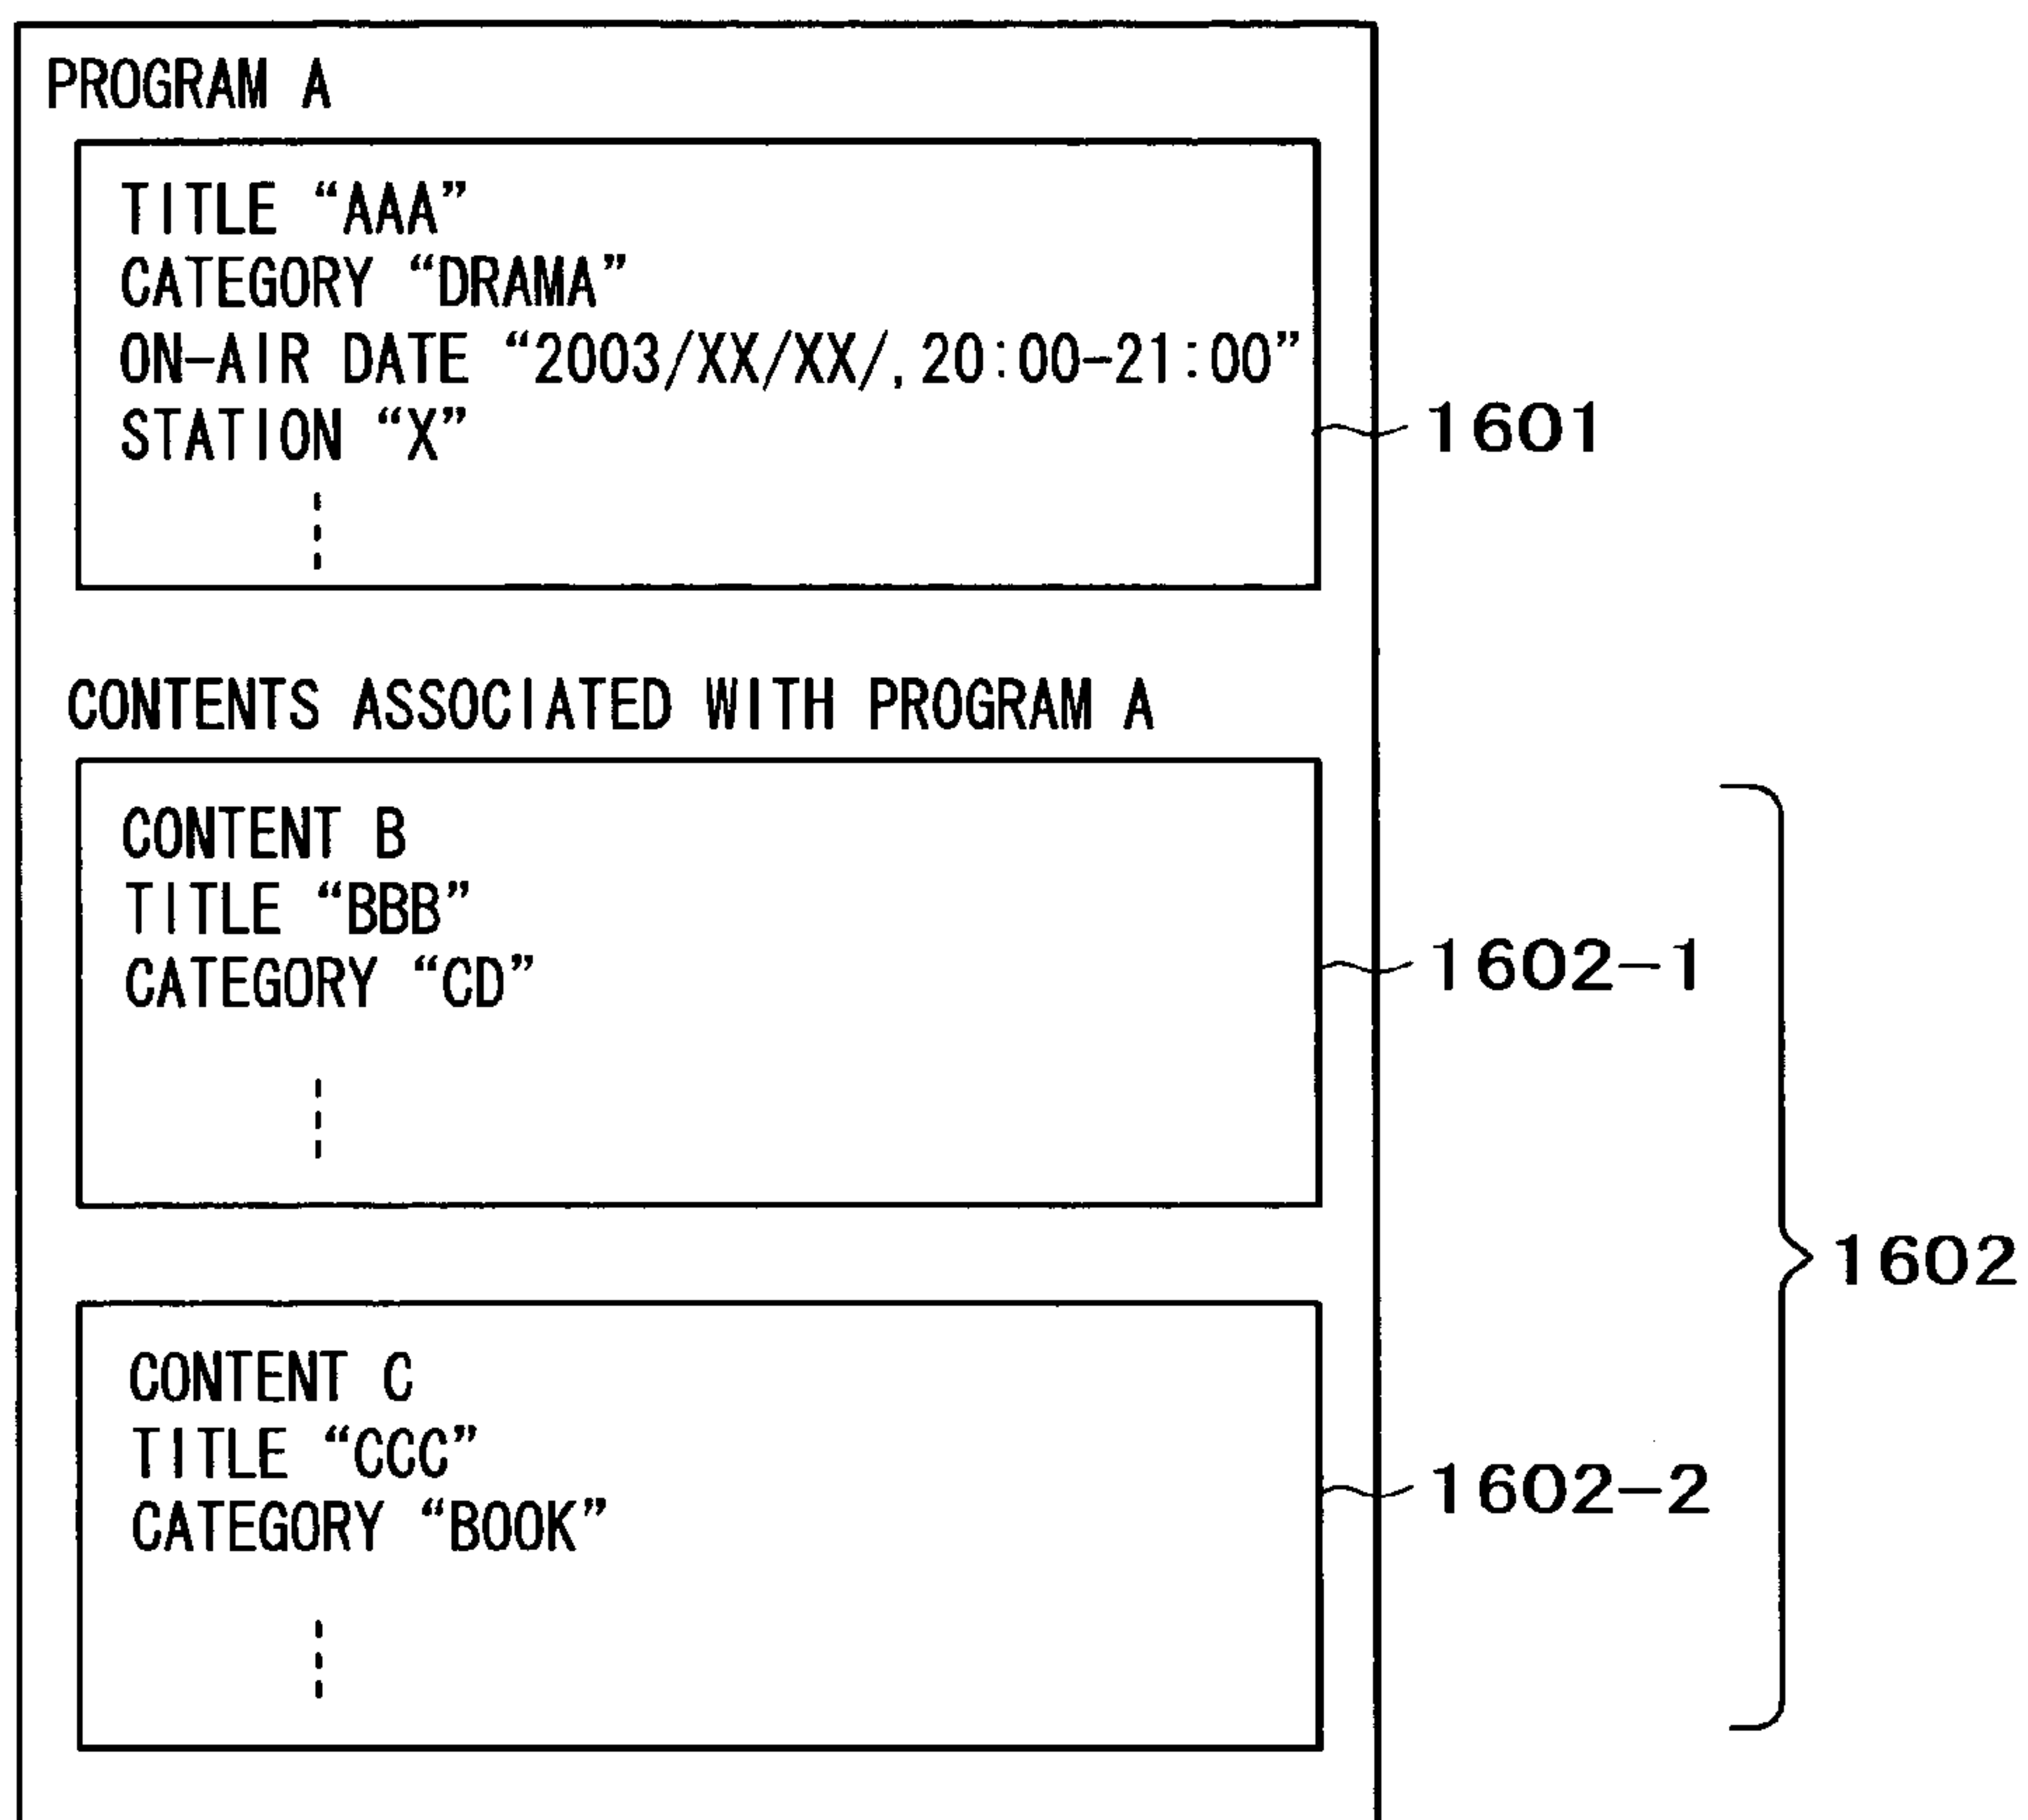 PROGRAM A
TITLE “AAA”
CATEGORY “DRAMA”
ON-AIR DATE “2003/XX/XX/,20:00-21:00”
STATION “X”
1601
CONTENTS ASSOCIATED WITH PROGRAM A
CONTENT B
TITLE “BBB”
CATEGORY “CD”
1602-1
1602
CONTENT C
TITLE “CCC”
CATEGORY “BOOK”
1602-2